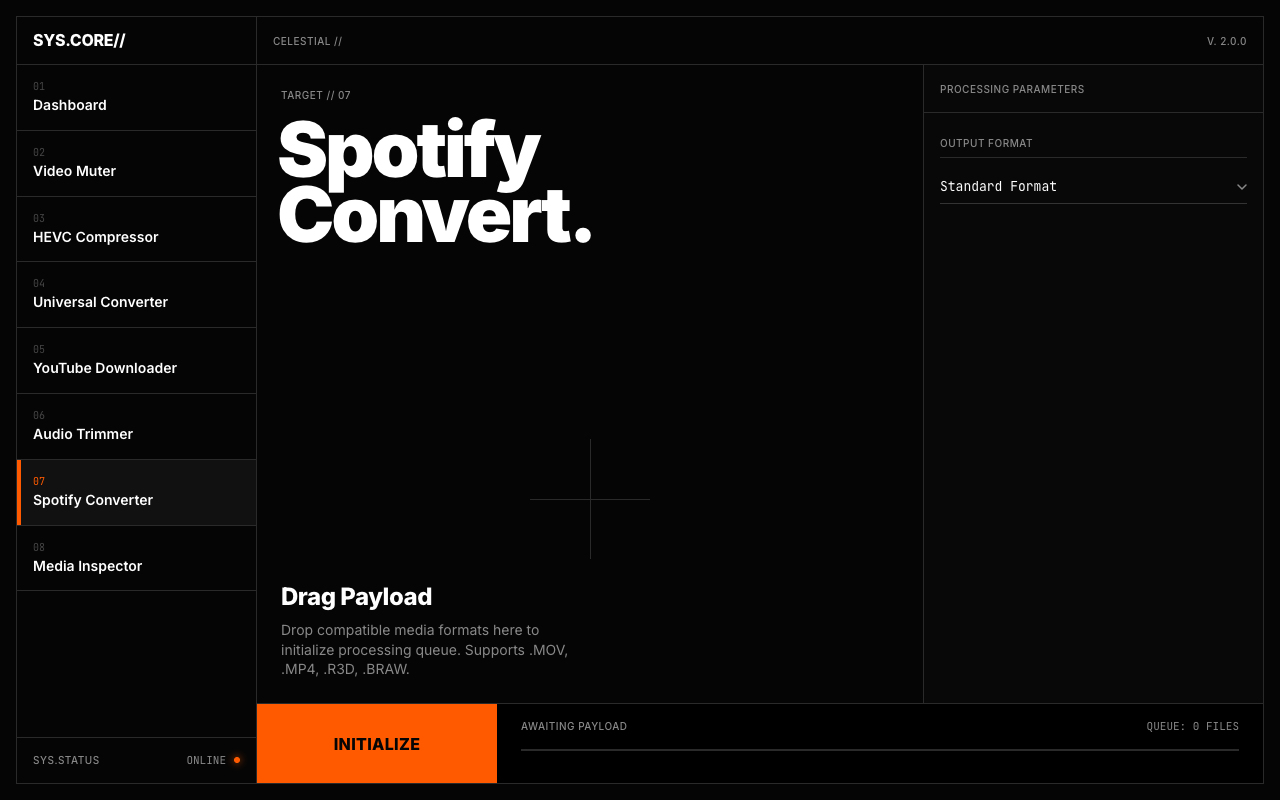 SYS.CORE//
CELESTIAL //
V. 2.0.0
01
Dashboard
02
Video Muter
03
HEVC Compressor
04
Universal Converter
05
YouTube Downloader
06
Audio Trimmer
07
Spotify Converter
08
Media Inspector
SYS.STATUS
ONLINE
TARGET // 07
Spotify
Convert.
Drag Payload
Drop compatible media formats here to
initialize processing queue. Supports .MOV,
.MP4, .R3D, .BRAW.
PROCESSING PARAMETERS
OUTPUT FORMAT
Standard Format
INITIALIZE
AWAITING PAYLOAD
QUEUE: 0 FILES